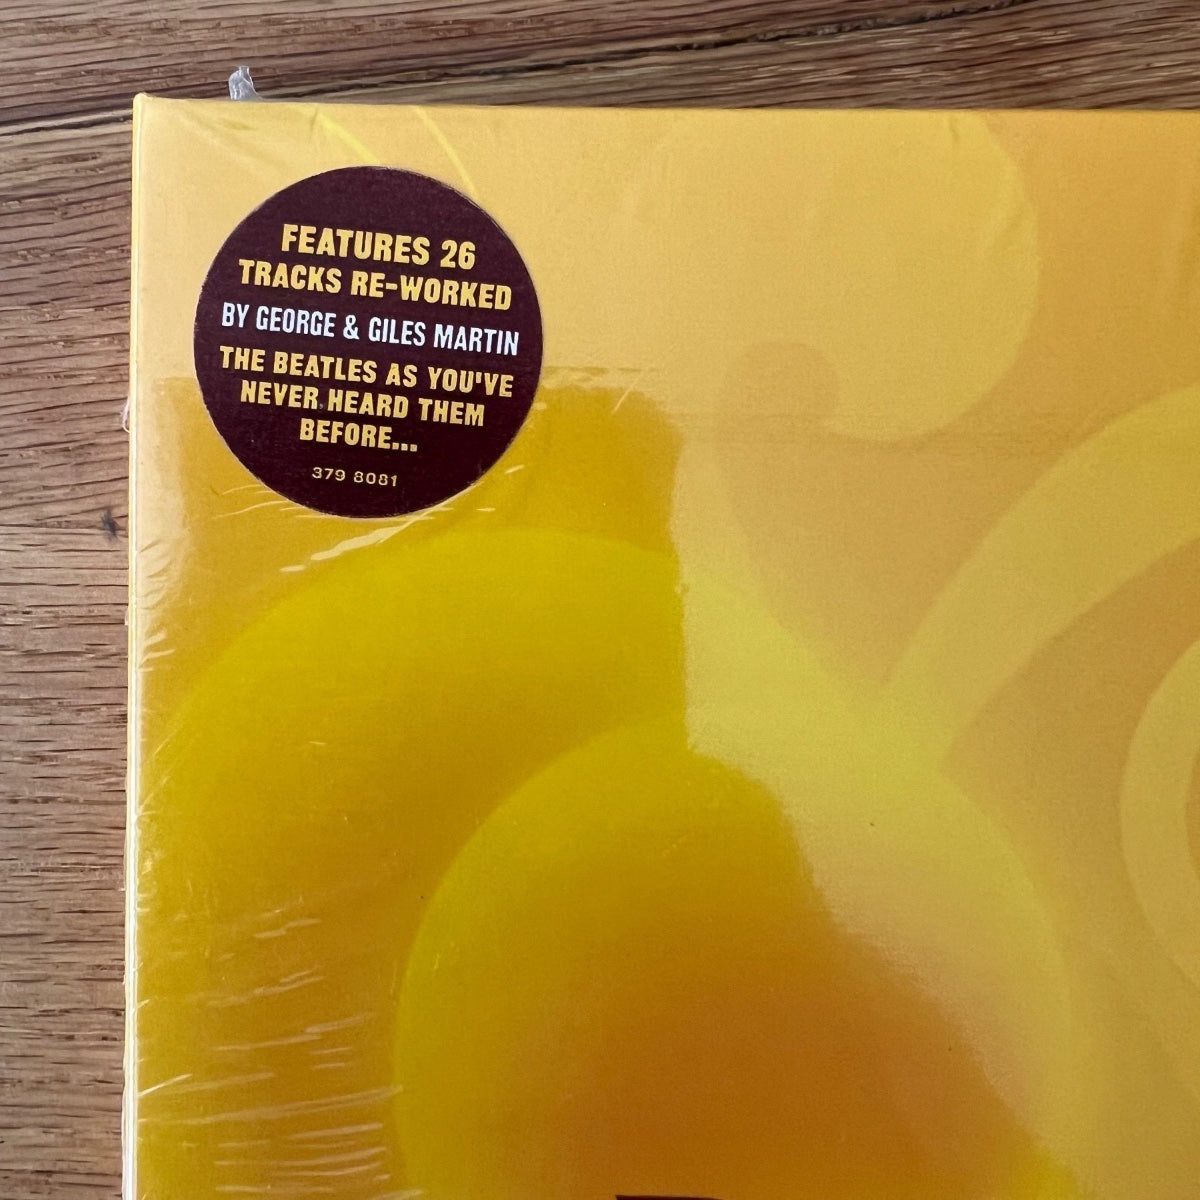 FEATURES 26
TRACKS RE-WORKED
BY GEORGE & GILES MARTIN
THE BEATLES AS YOU'VE
NEVER HEARD THEM
BEFORE...
379 8081